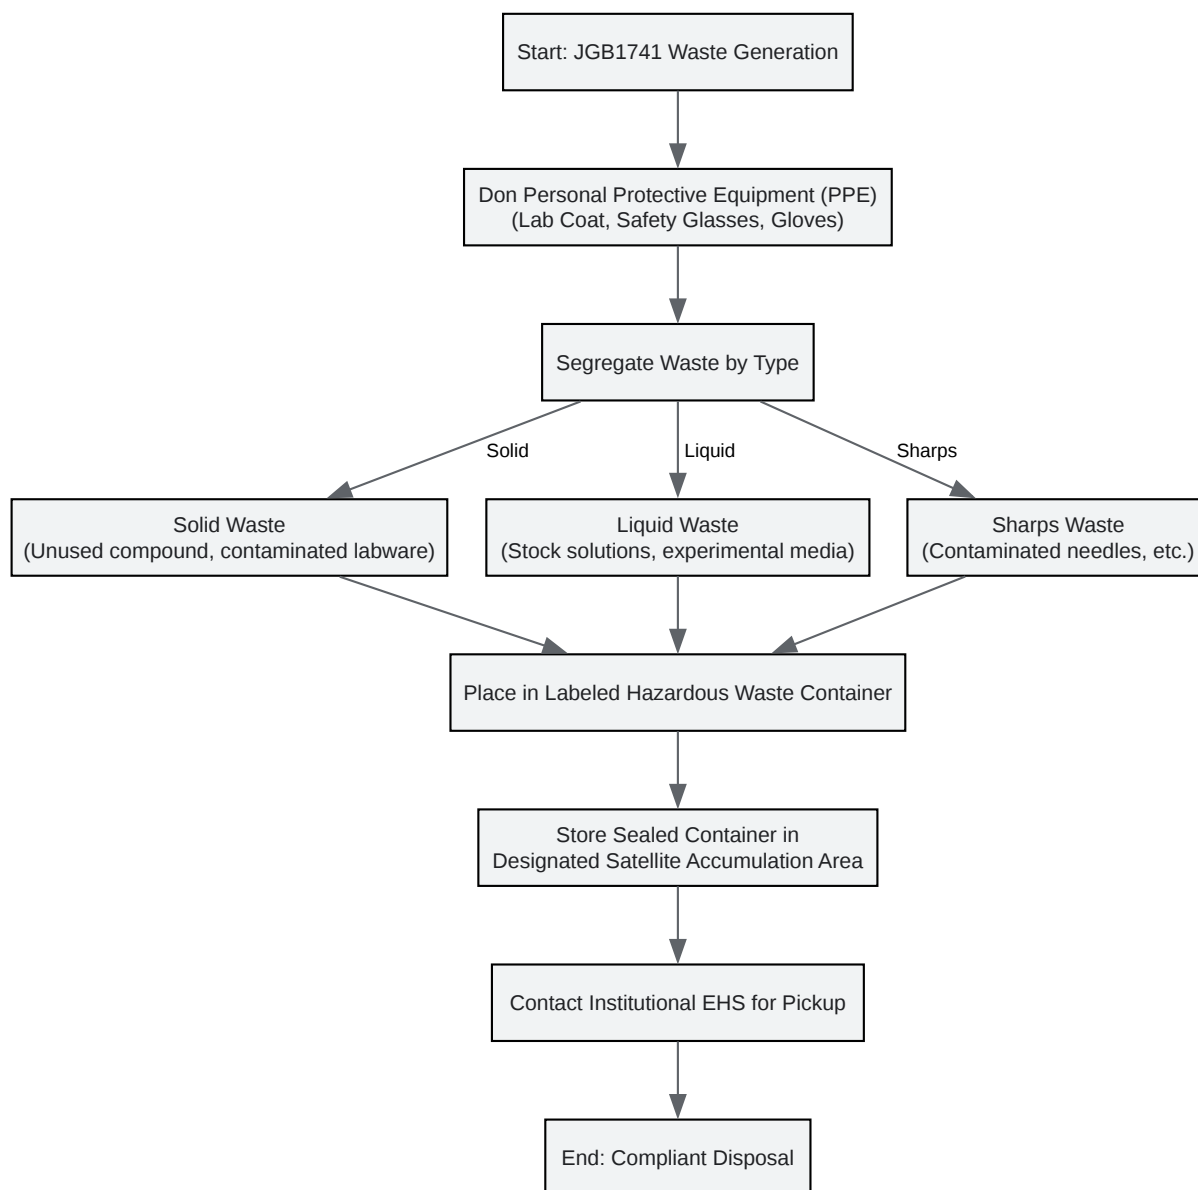 Start: JGB1741 Waste Generation
Don Personal Protective Equipment (PPE)
(Lab Coat, Safety Glasses, Gloves)
Segregate Waste by Type
Solid
Liquid
Sharps
Solid Waste
(Unused compound, contaminated labware)
Liquid Waste
(Stock solutions, experimental media)
Sharps Waste
(Contaminated needles, etc.)
Place in Labeled Hazardous Waste Container
Store Sealed Container in
Designated Satellite Accumulation Area
Contact Institutional EHS for Pickup
End: Compliant Disposal